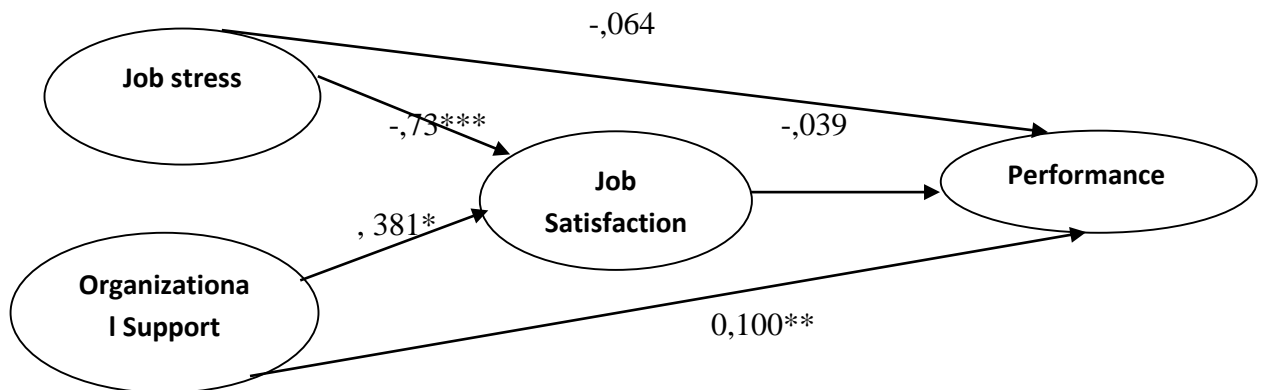 -,064
Job stress
-,73***
-,039
Job
Satisfaction
Performance
, 381*
Organizationa
l Support
0,100**